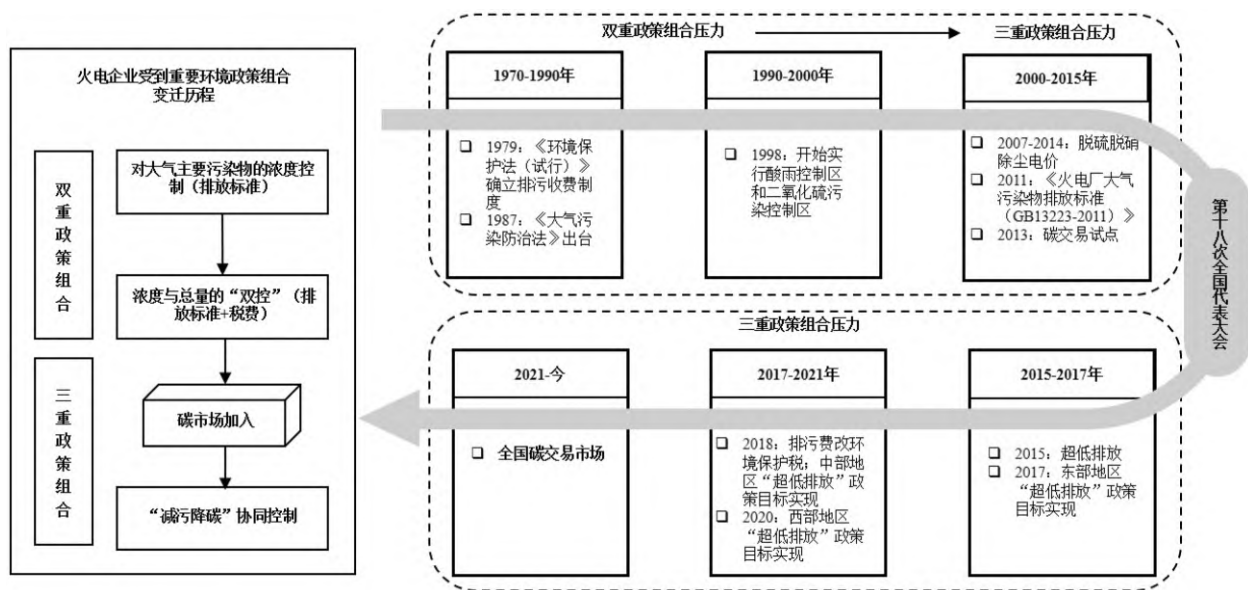 火电企业受到重要环境政策组合
变迁历程
双重政策组合
对大气主要污染物的浓度控
制（排放标准）
浓度与总量的“双控”（排
放标准+税费）
三重政策组合
碳市场加入
“减污降碳”协同控制
双重政策组合压力
三重政策组合压力
1970-1990年
❑ 1979：《环境保
护法（试行）》
确立排污收费制
度
❑ 1987：《大气污
染防治法》出台
1990-2000年
❑ 1998：开始实
行酸雨控制区
和二氧化硫污
染控制区
2000-2015年
❑ 2007-2014：脱硫脱硝
除尘电价
❑ 2011：《火电厂大气
污染物排放标准
（GB13223-2011）》
❑ 2013：碳交易试点
第十八次全国代表大会
三重政策组合压力
2021-今
❑ 全国碳交易市场
2017-2021年
❑ 2018：排污费改环
境保护税；中部地
区“超低排放”政
策目标实现
❑ 2020：西部地区
“超低排放”政策
目标实现
2015-2017年
❑ 2015：超低排放
❑ 2017：东部地区
“超低排放”政策
目标实现